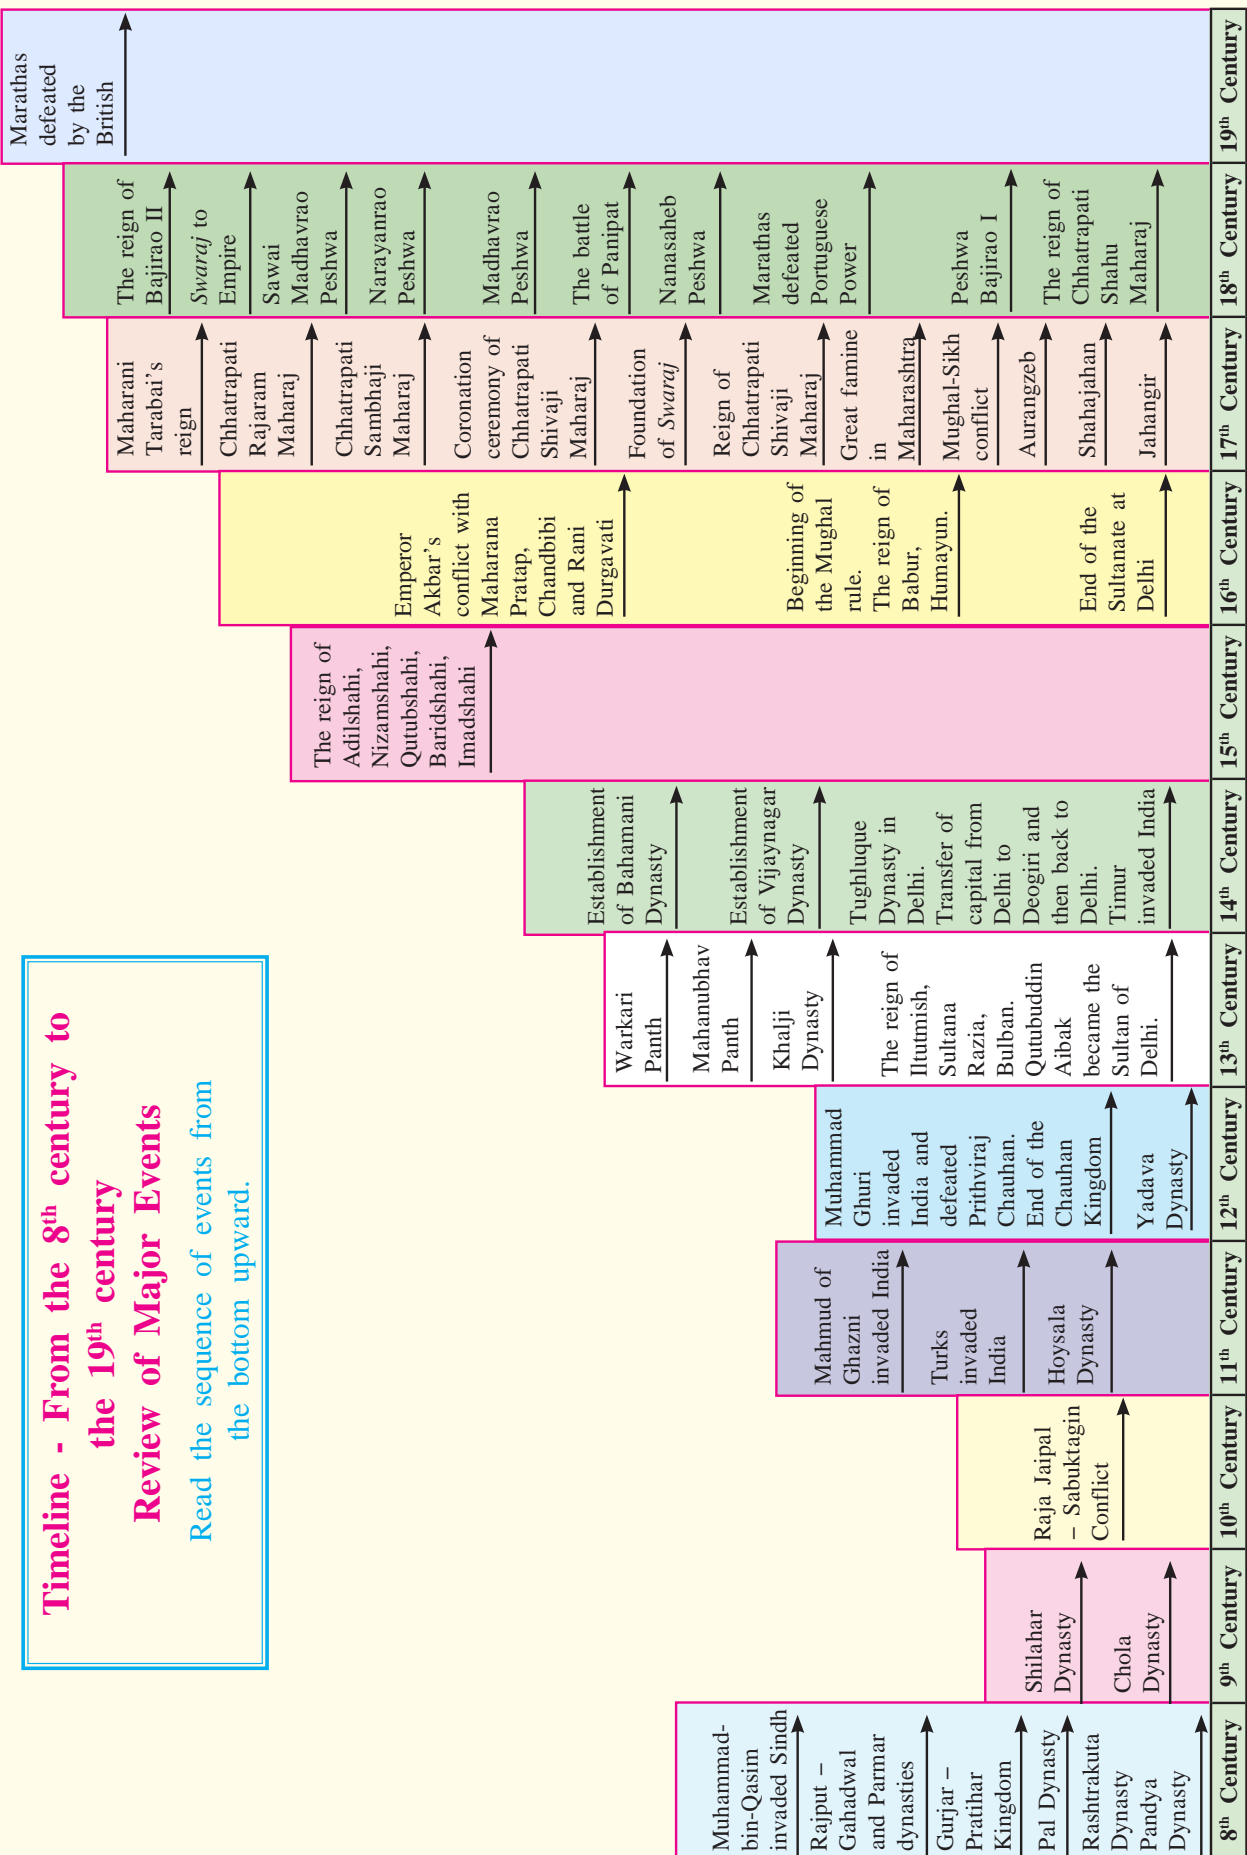 Timeline - From the 8th century to
the 19th century
Review of Major Events
Read the sequence of events from
the bottom upward.
Muhammad-
bin-Qasim
invaded Sindh
Rajput –
Gahadwal
and Parmar
dynasties
Gurjar –
Pratihar
Kingdom
Pal Dynasty
Rashtrakuta
Dynasty
Pandya
Dynasty
8th Century
Shilahar
Dynasty
Chola
Dynasty
9th Century
Raja Jaipal
– Sabuktagin
Conflict
10th Century
Mahmud of
Ghazni
invaded India
Turks
invaded
India
Hoysala
Dynasty
11th Century
Muhammad
Ghuri
invaded
India and
defeated
Prithviraj
Chauhan.
End of the
Chauhan
Kingdom
Yadava
Dynasty
12th Century
Warkari
Panth
Mahanubhav
Panth
Khalji
Dynasty
The reign of
Iltutmish,
Sultana
Razia,
Bulban.
Qutubuddin
Aibak
became the
Sultan of
Delhi.
13th Century
Establishment
of Bahamani
Dynasty
Establishment
of Vijaynagar
Dynasty
Tughluque
Dynasty in
Delhi.
Transfer of
capital from
Delhi to
Deogiri and
then back to
Delhi.
Timur
invaded India
14th Century
The reign of
Adilshahi,
Nizamshahi,
Qutubshahi,
Baridshahi,
Imadshahi
15th Century
Emperor
Akbar's
conflict with
Maharana
Pratap,
Chandbibi
and Rani
Durgavati
Beginning of
the Mughal
rule.
The reign of
Babur,
Humayun.
End of the
Sultanate at
Delhi
16th Century
Maharani
Tarabai's
reign
Chhatrapati
Rajaram
Maharaj
Chhatrapati
Sambhaji
Maharaj
Coronation
ceremony of
Chhatrapati
Shivaji
Maharaj
Foundation
of Swaraj
Reign of
Chhatrapati
Shivaji
Maharaj
Great famine
in
Maharashtra
Mughal-Sikh
conflict
Aurangzeb
Shahajahan
Jahangir
17th Century
The reign of
Bajirao II
Swaraj to
Empire
Sawai
Madhavrao
Peshwa
Narayanrao
Peshwa
Madhavrao
Peshwa
The battle
of Panipat
Nanasaheb
Peshwa
Marathas
defeated
Portuguese
Power
Peshwa
Bajirao I
The reign of
Chhatrapati
Shahu
Maharaj
18th Century
Marathas
defeated
by the
British
19th Century